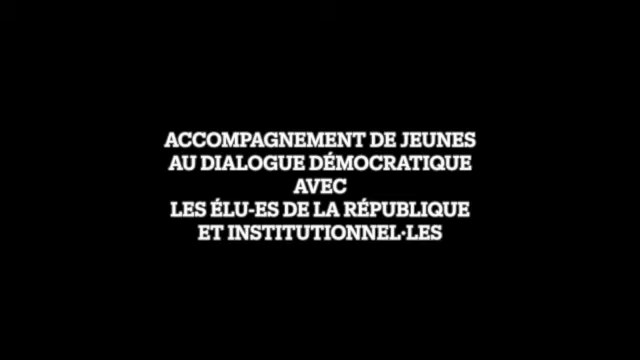 ACCOMPAGNEMENT DE JEUNES
AU DIALOGUE DÉMOCRATIQUE
AVEC
LES ÉLU-ES DE LA RÉPUBLIQUE
ET INSTITUTIONNEL·LES